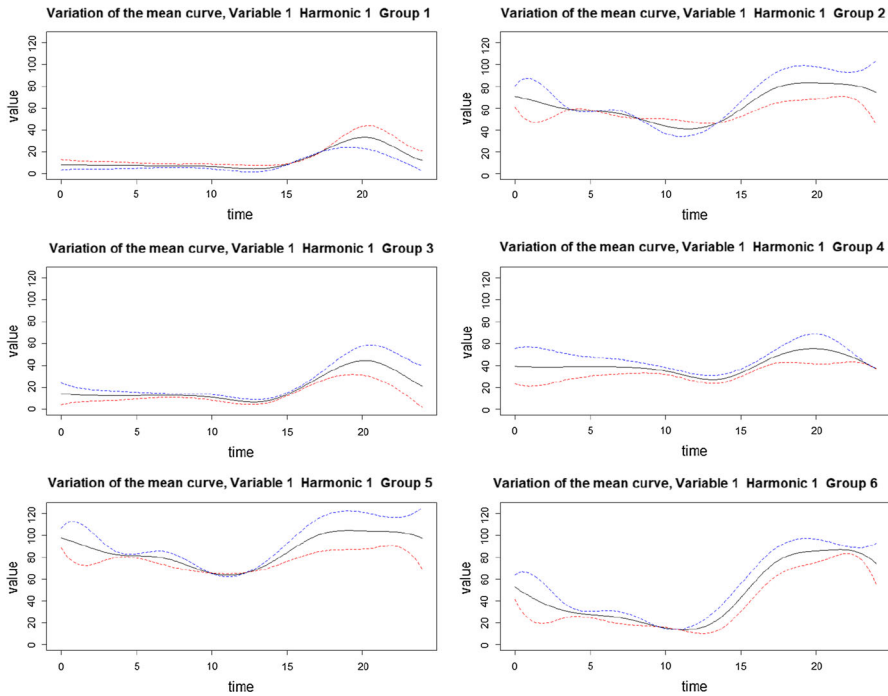 Variation of the mean curve, Variable 1 Harmonic 1 Group 1
value
0 20 40 60 80 100 120
0 5 10 15 20
time
Variation of the mean curve, Variable 1 Harmonic 1 Group 2
value
0 20 40 60 80 100 120
0 5 10 15 20
time
Variation of the mean curve, Variable 1 Harmonic 1 Group 3
value
0 20 40 60 80 100 120
0 5 10 15 20
time
Variation of the mean curve, Variable 1 Harmonic 1 Group 4
value
0 20 40 60 80 100 120
0 5 10 15 20
time
Variation of the mean curve, Variable 1 Harmonic 1 Group 5
value
0 20 40 60 80 100 120
0 5 10 15 20
time
Variation of the mean curve, Variable 1 Harmonic 1 Group 6
value
0 20 40 60 80 100 120
0 5 10 15 20
time